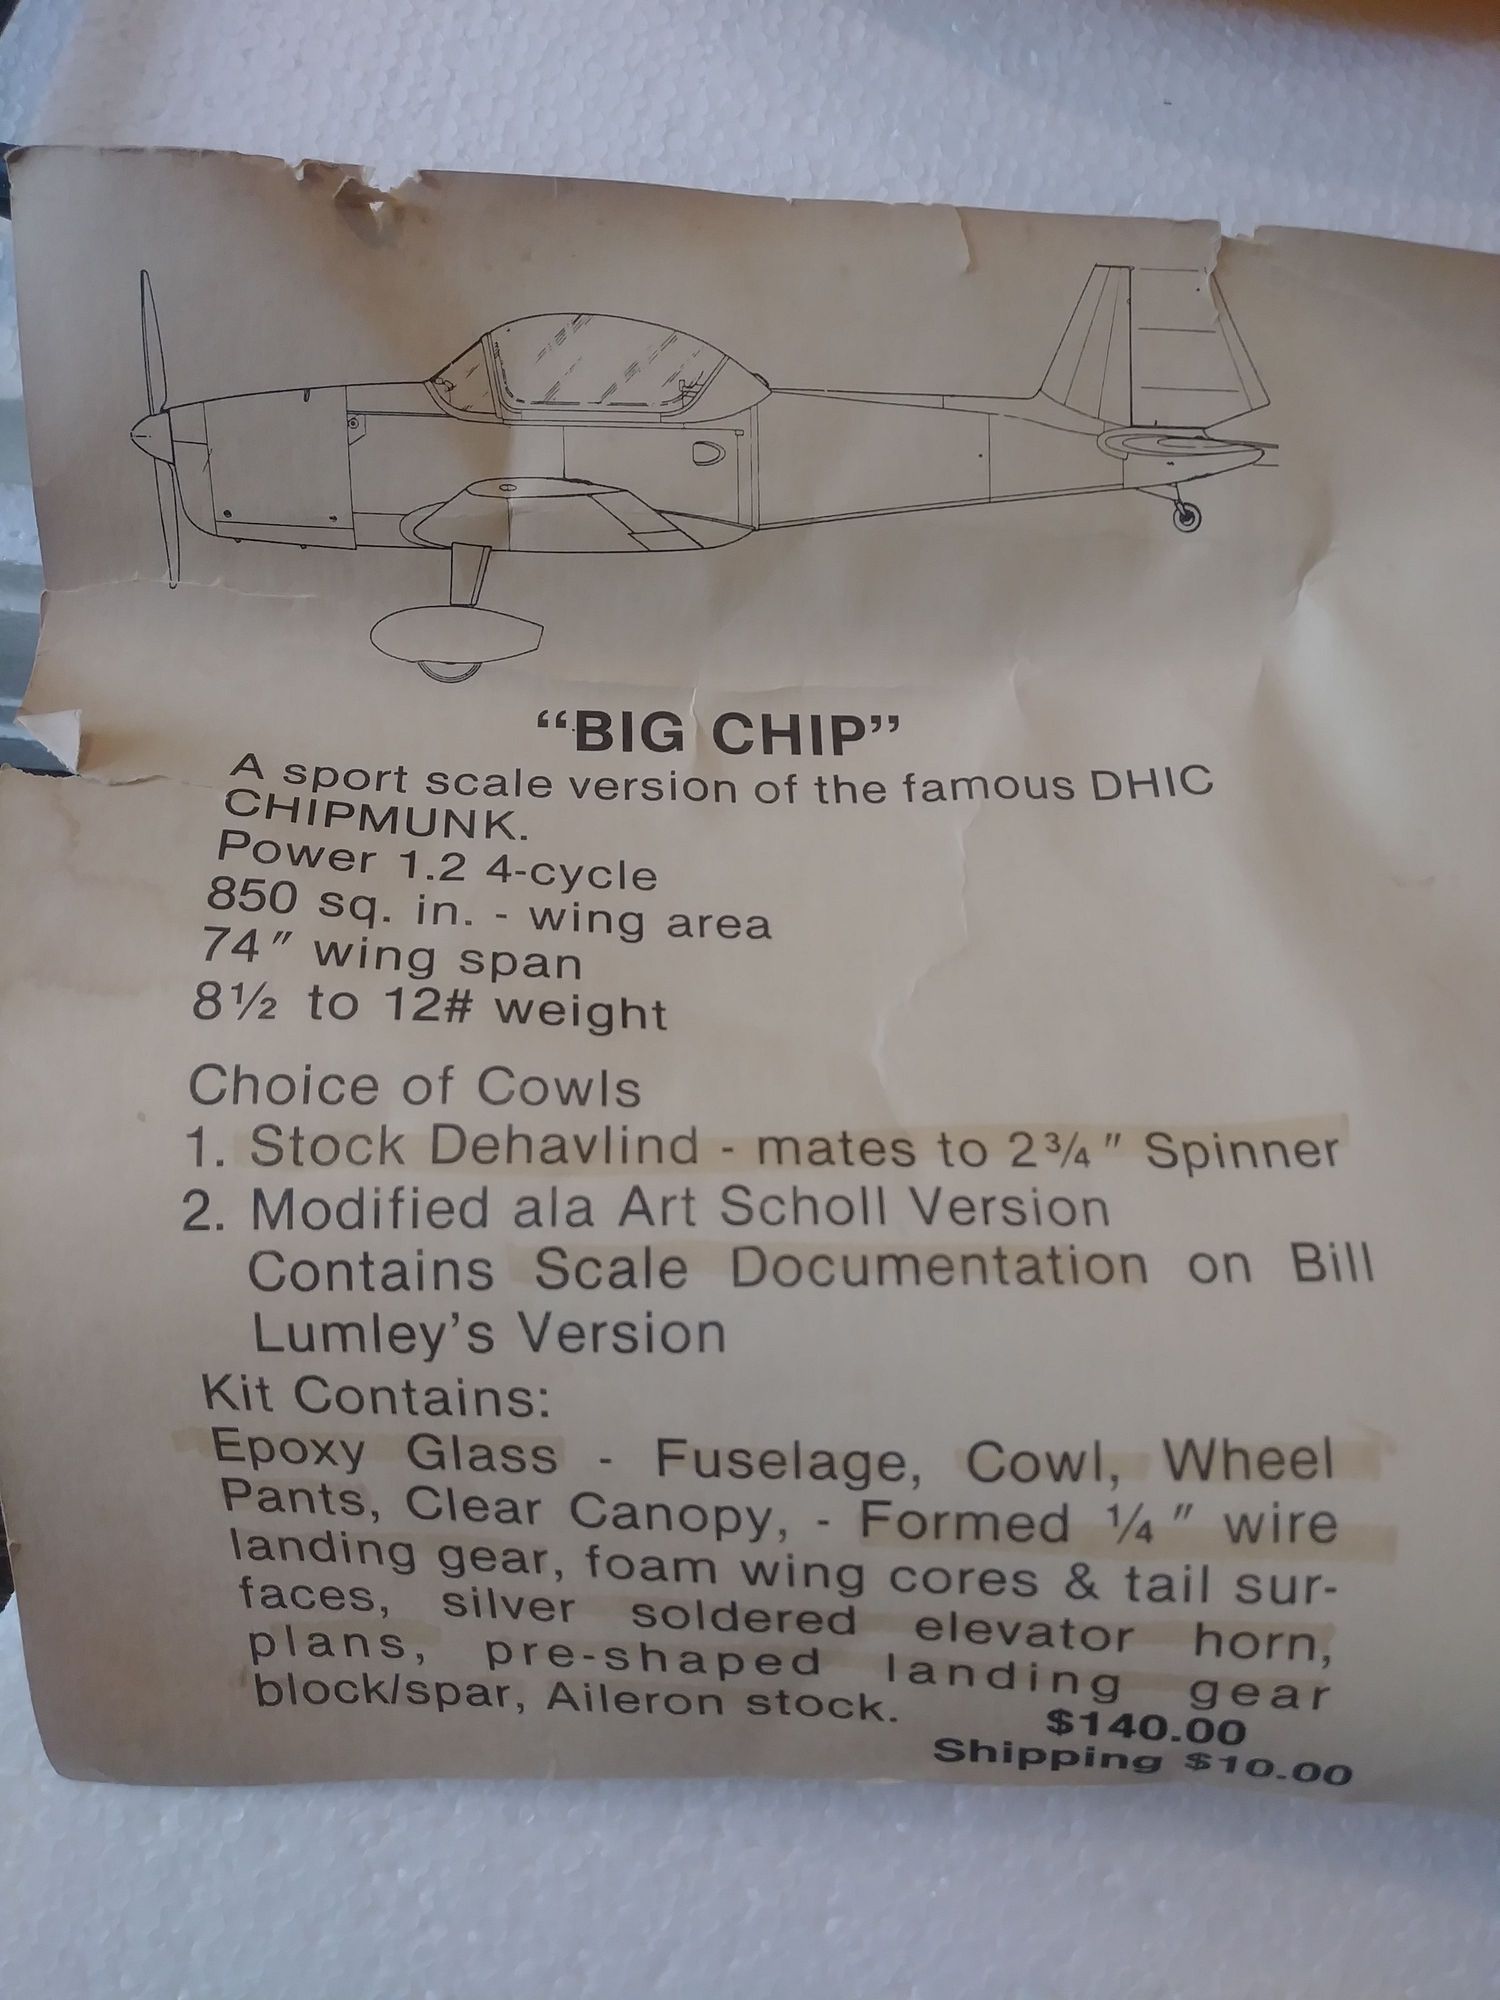 “BIG CHIP”
A sport scale version of the famous DHIC
CHIPMUNK.
Power 1.2 4-cycle
850 sq. in. - wing area
74" wing span
8½ to 12# weight
Choice of Cowls
1. Stock Dehavlind - mates to 2¾" Spinner
2. Modified ala Art Scholl Version
Contains Scale Documentation on Bill
Lumley’s Version
Kit Contains:
Epoxy Glass - Fuselage, Cowl, Wheel
Pants, Clear Canopy, - Formed ¼" wire
landing gear, foam wing cores & tail sur-
faces, silver soldered elevator horn,
plans, pre-shaped landing gear
block/spar, Aileron stock.
$140.00
Shipping $10.00